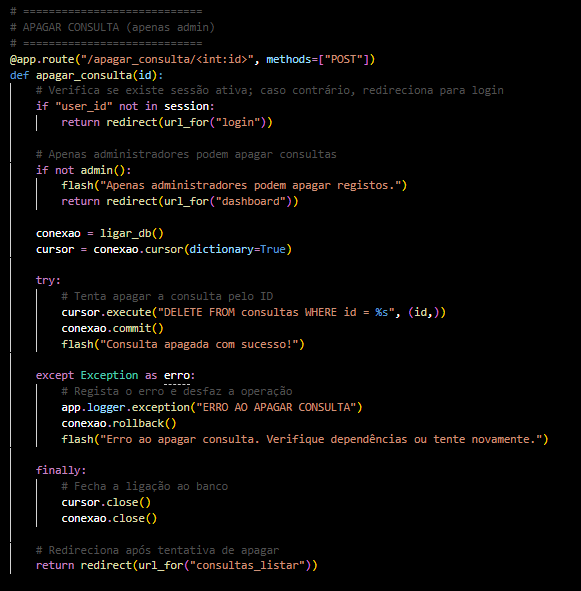 # ============================
# APAGAR CONSULTA (apenas admin)
# ============================
@app.route("/apagar_consulta/<int:id>", methods=["POST"])
def apagar_consulta(id):
    # Verifica se existe sessão ativa; caso contrário, redireciona para login
    if "user_id" not in session:
        return redirect(url_for("login"))

    # Apenas administradores podem apagar consultas
    if not admin():
        flash("Apenas administradores podem apagar registos.")
        return redirect(url_for("dashboard"))

    conexao = ligar_db()
    cursor = conexao.cursor(dictionary=True)

    try:
        # Tenta apagar a consulta pelo ID
        cursor.execute("DELETE FROM consultas WHERE id = %s", (id,))
        conexao.commit()
        flash("Consulta apagada com sucesso!")

    except Exception as erro:
        # Regista o erro e desfaz a operação
        app.logger.exception("ERRO AO APAGAR CONSULTA")
        conexao.rollback()
        flash("Erro ao apagar consulta. Verifique dependências ou tente novamente.")

    finally:
        # Fecha a ligação ao banco
        cursor.close()
        conexao.close()

    # Redireciona após tentativa de apagar
    return redirect(url_for("consultas_listar"))